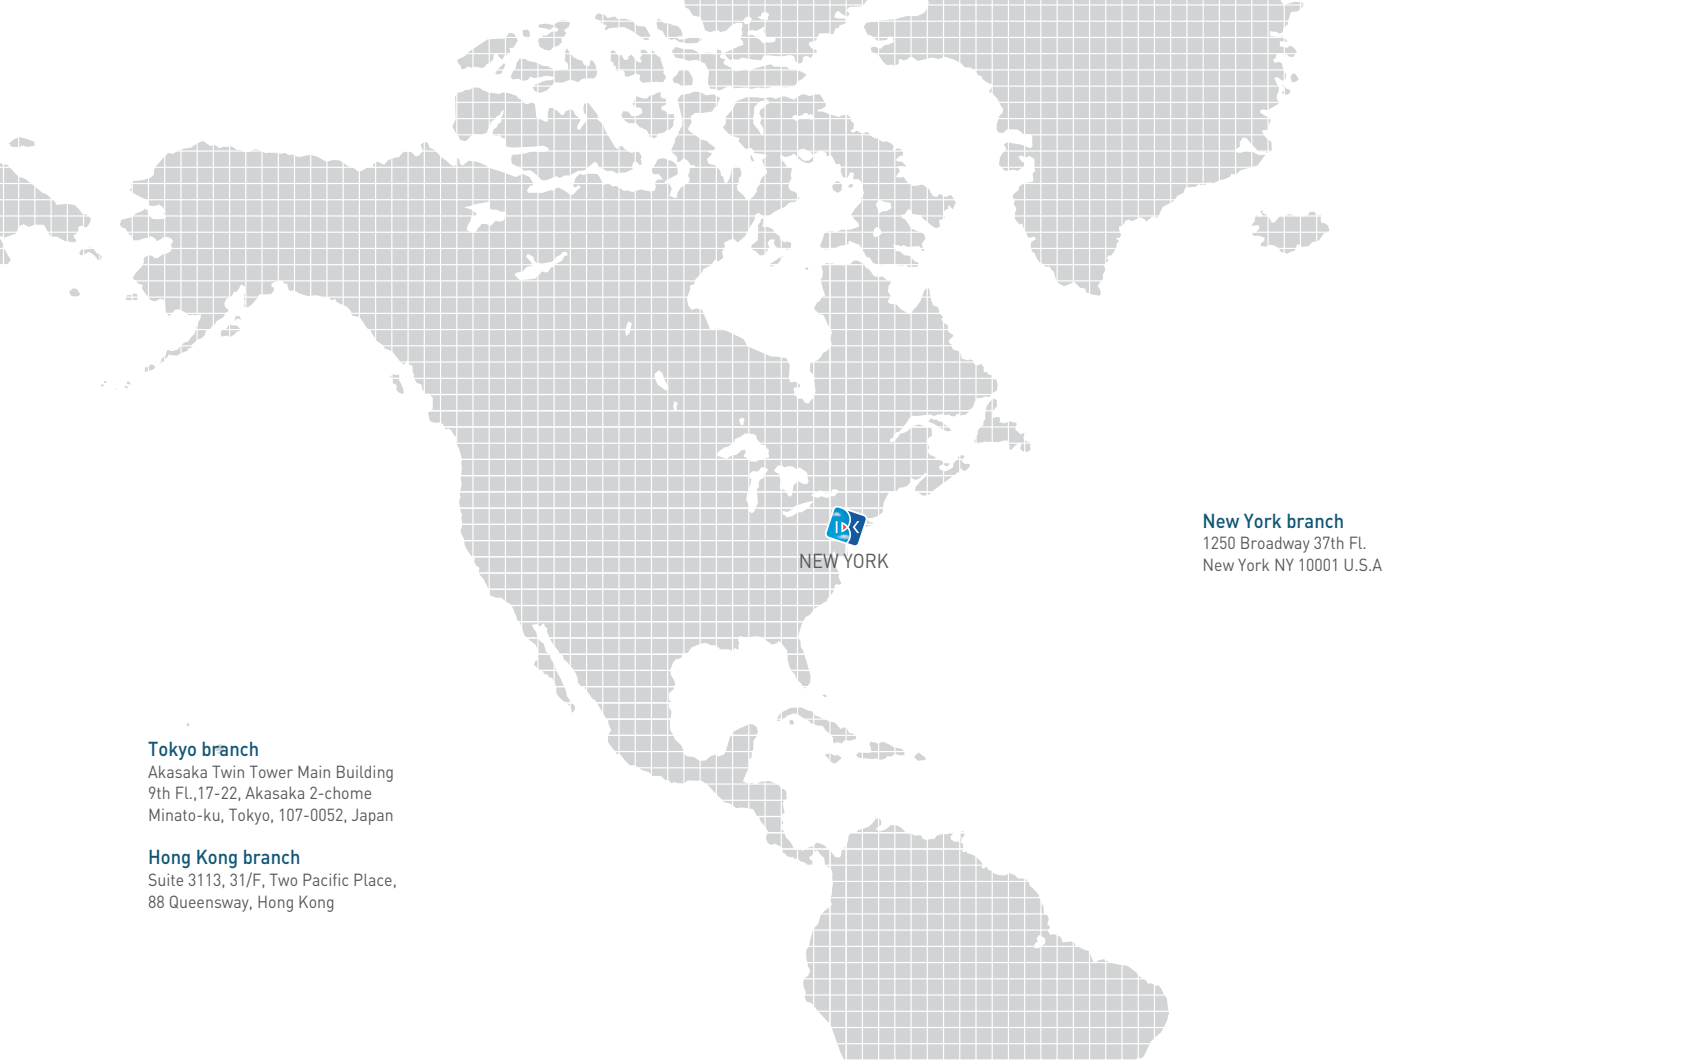 NEW YORK
New York branch
1250 Broadway 37th Fl.
New York NY 10001 U.S.A
Tokyo branch
Akasaka Twin Tower Main Building
9th Fl.,17-22, Akasaka 2-chome
Minato-ku, Tokyo, 107-0052, Japan
Hong Kong branch
Suite 3113, 31/F, Two Pacific Place,
88 Queensway, Hong Kong